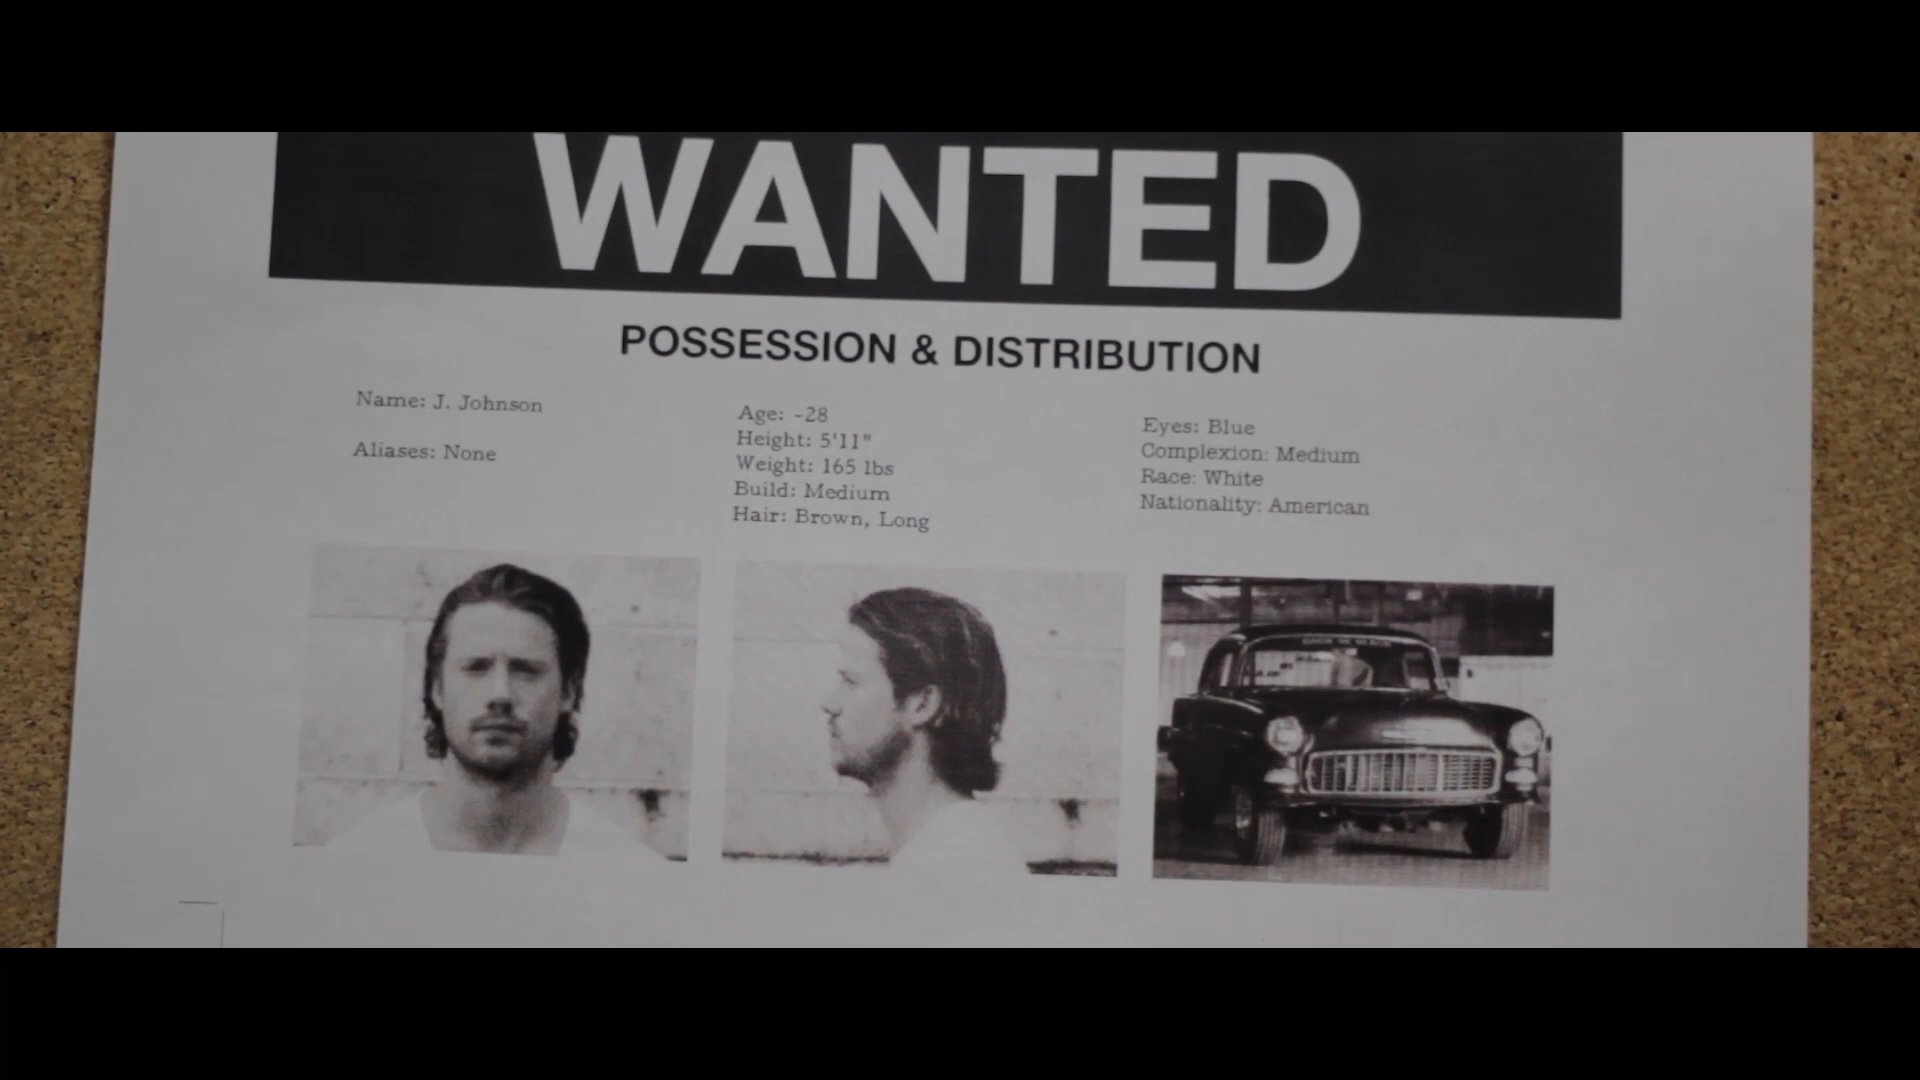 WANTED
POSSESSION & DISTRIBUTION
Name: J. Johnson
Aliases: None
Age: -28
Height: 5'11"
Weight: 165 lbs
Build: Medium
Hair: Brown, Long
Eyes: Blue
Complexion: Medium
Race: White
Nationality: American